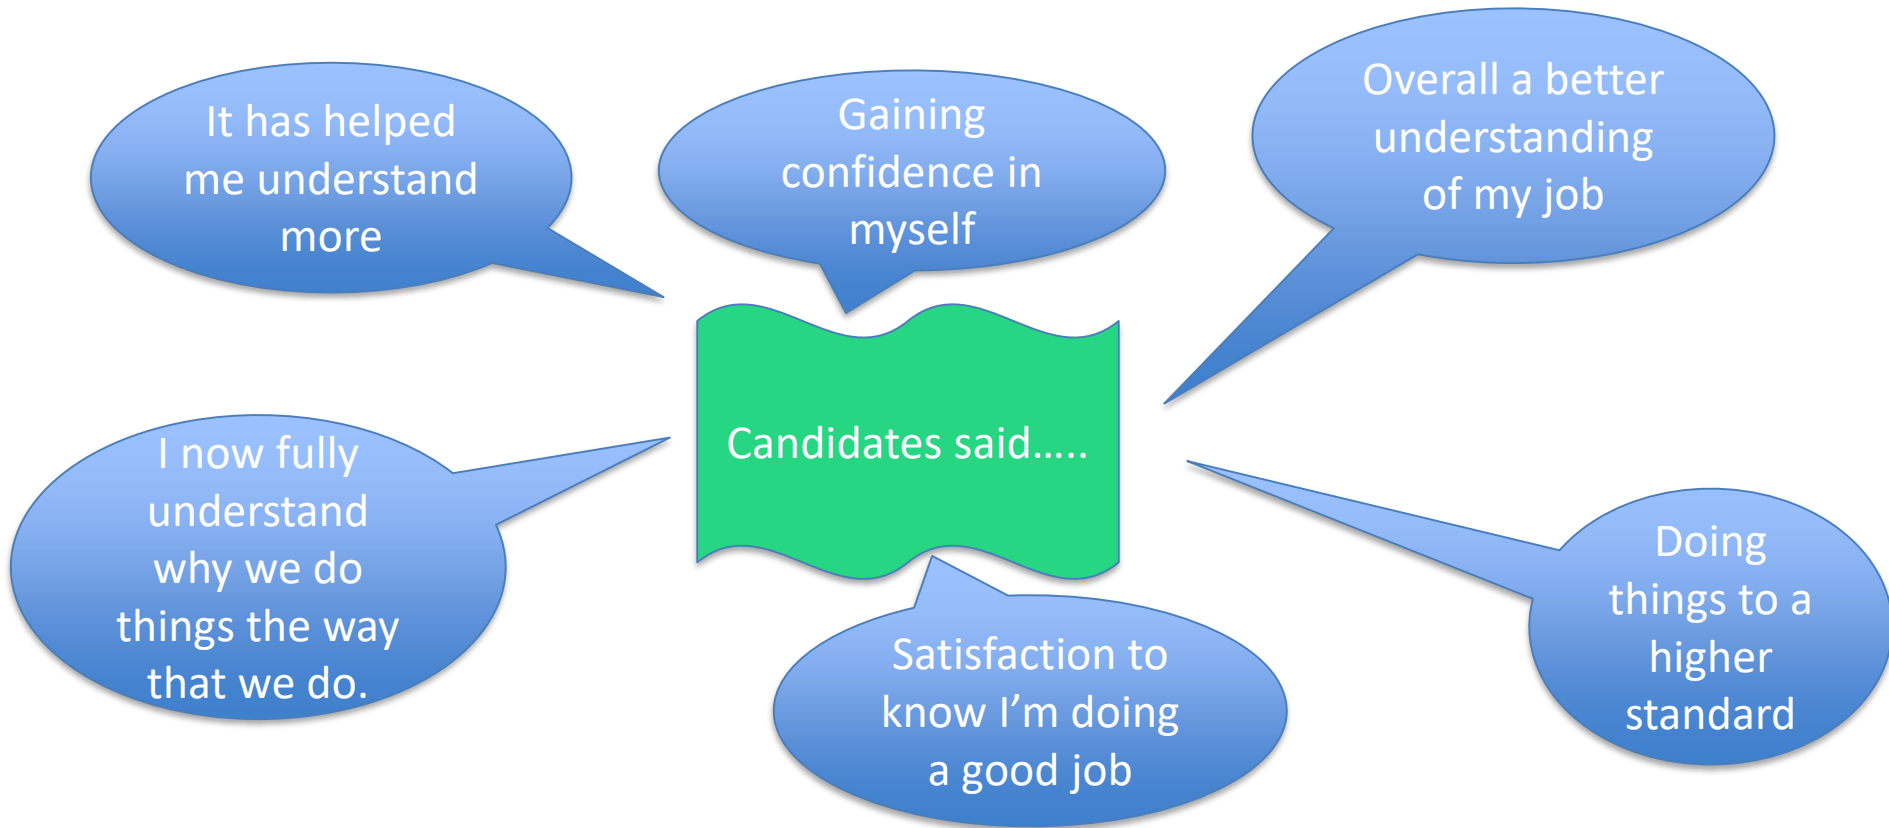 It has helped
me understand
more
Gaining
confidence in
myself
Overall a better
understanding
of my job
Candidates said…..
I now fully
understand
why we do
things the way
that we do.
Satisfaction to
know I’m doing
a good job
Doing
things to a
higher
standard